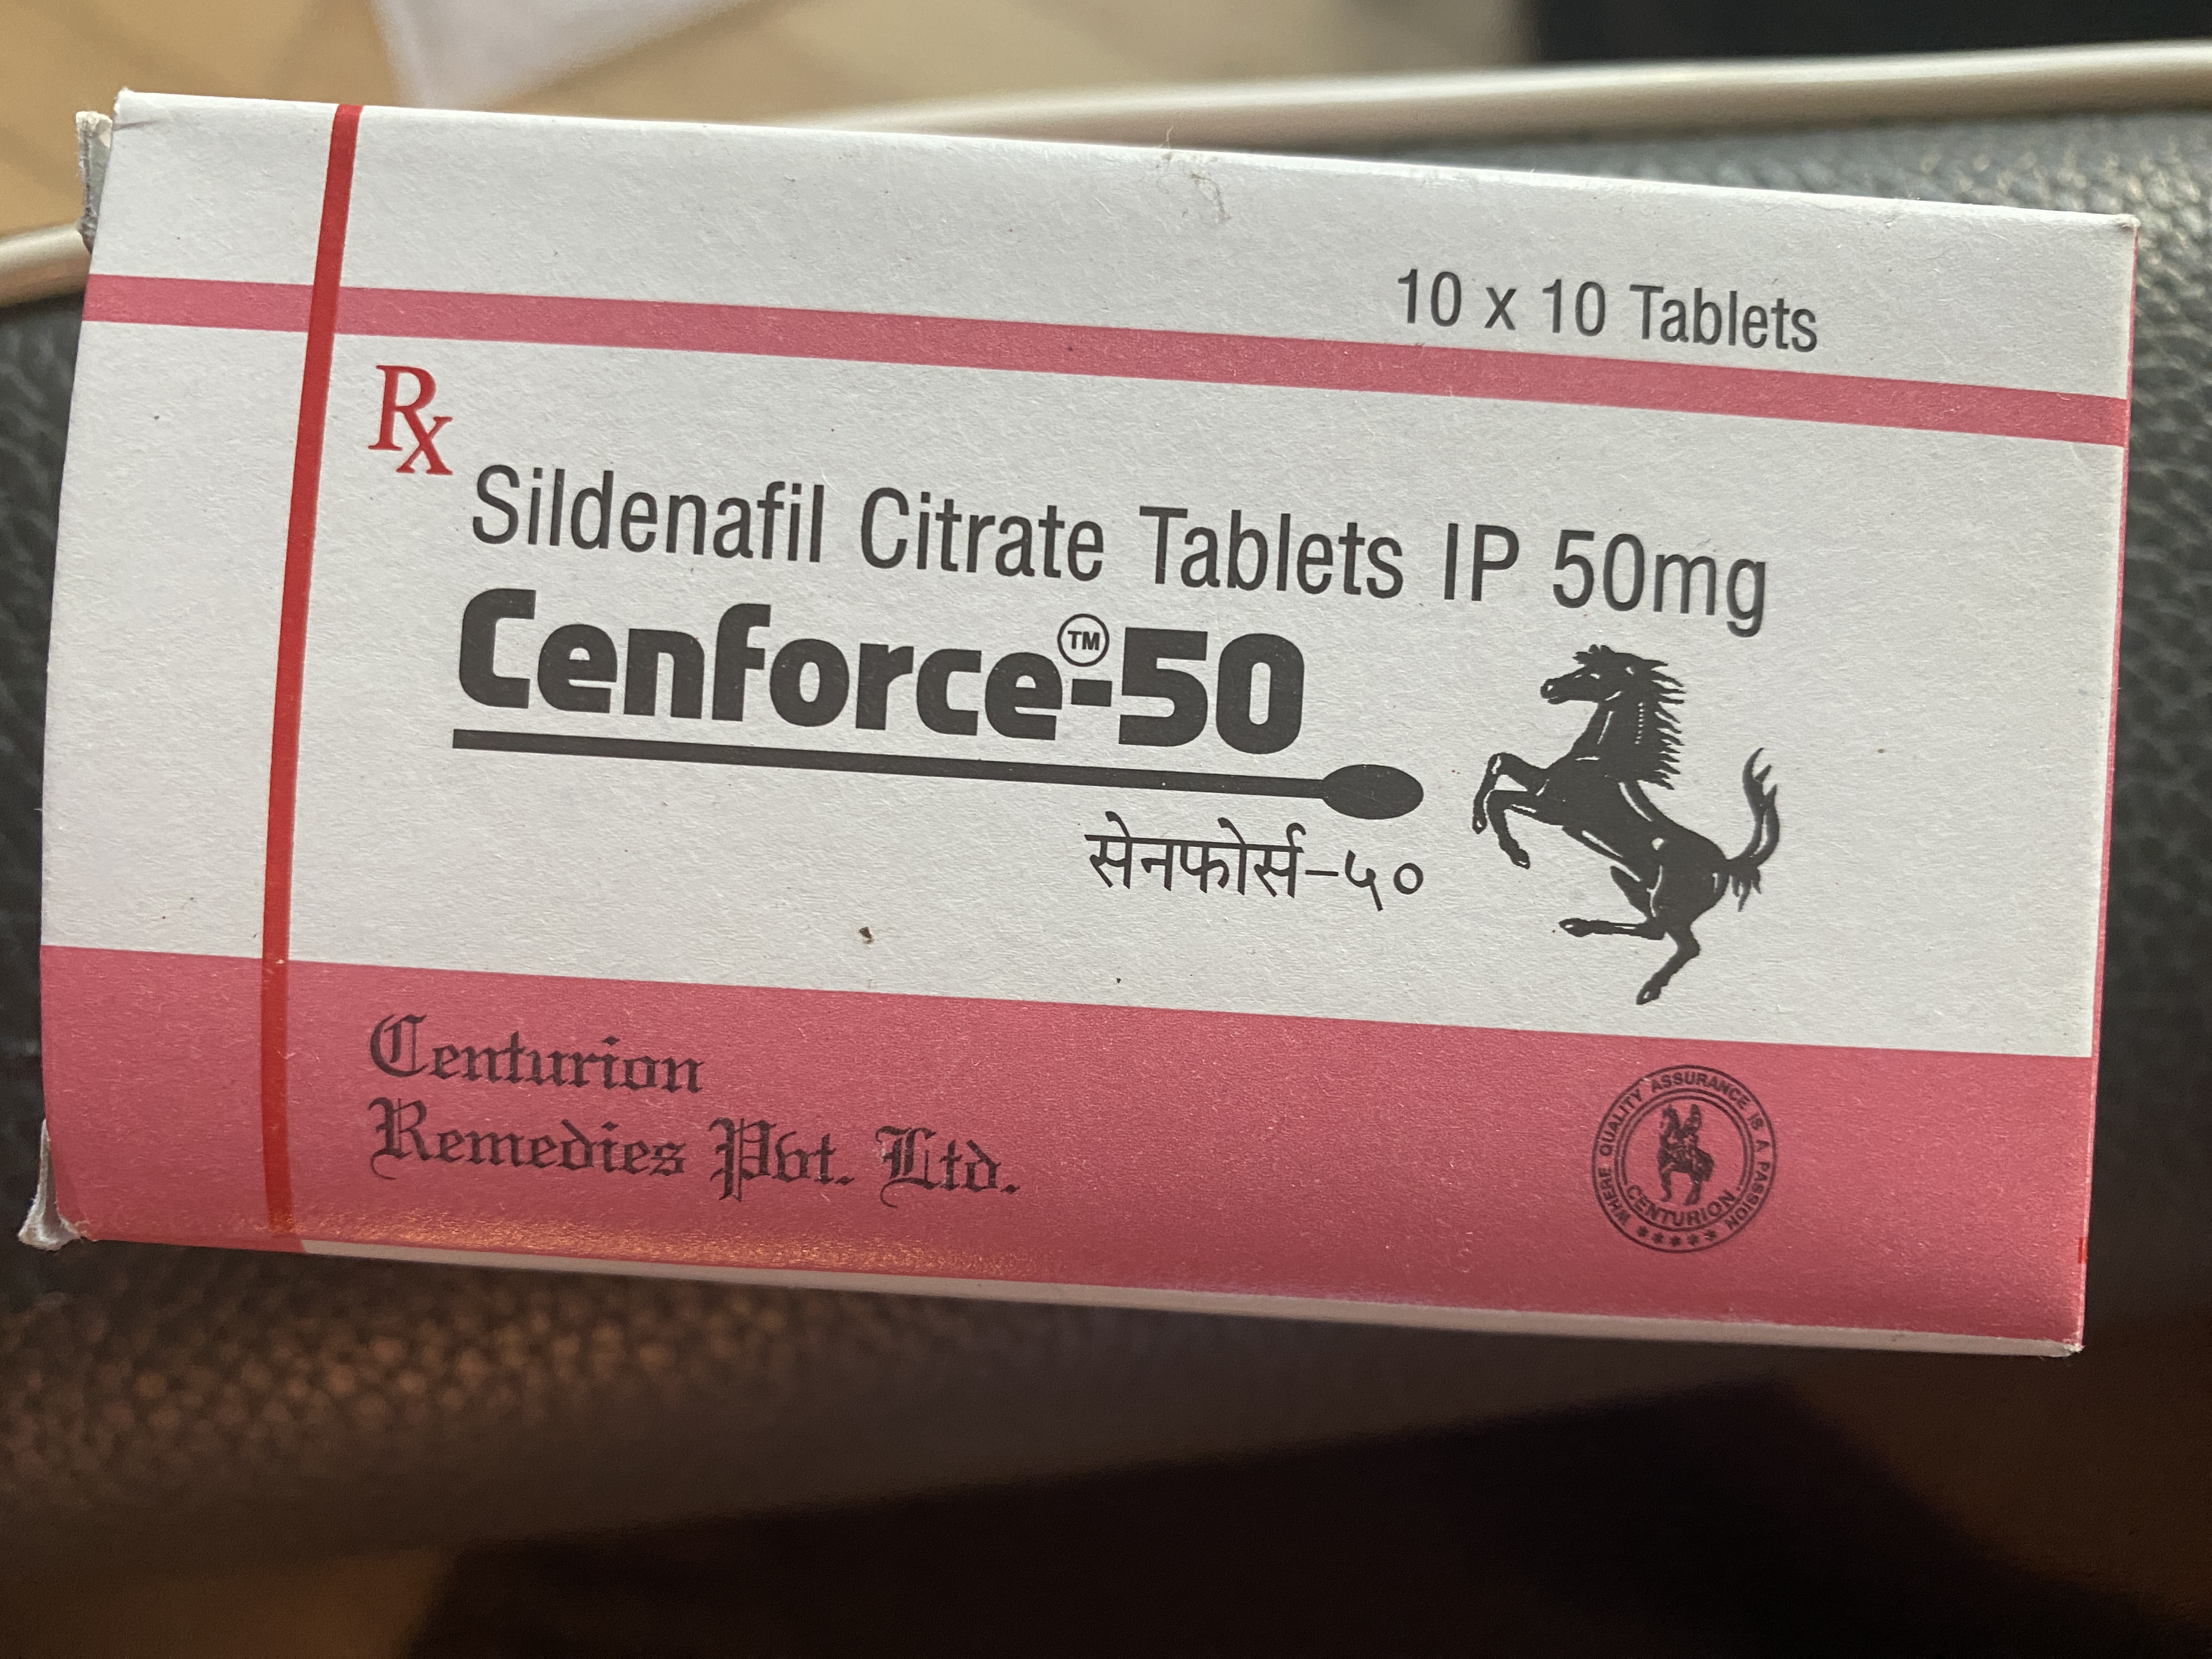 10 x 10 Tablets
Rx
Sildenafil Citrate Tablets IP 50mg
Cenforce™-50
सेनफोर्स-५०
Centurion
Remedies Pvt. Ltd.
WHERE QUALITY ASSURANCE IS A PASSION
CENTURION